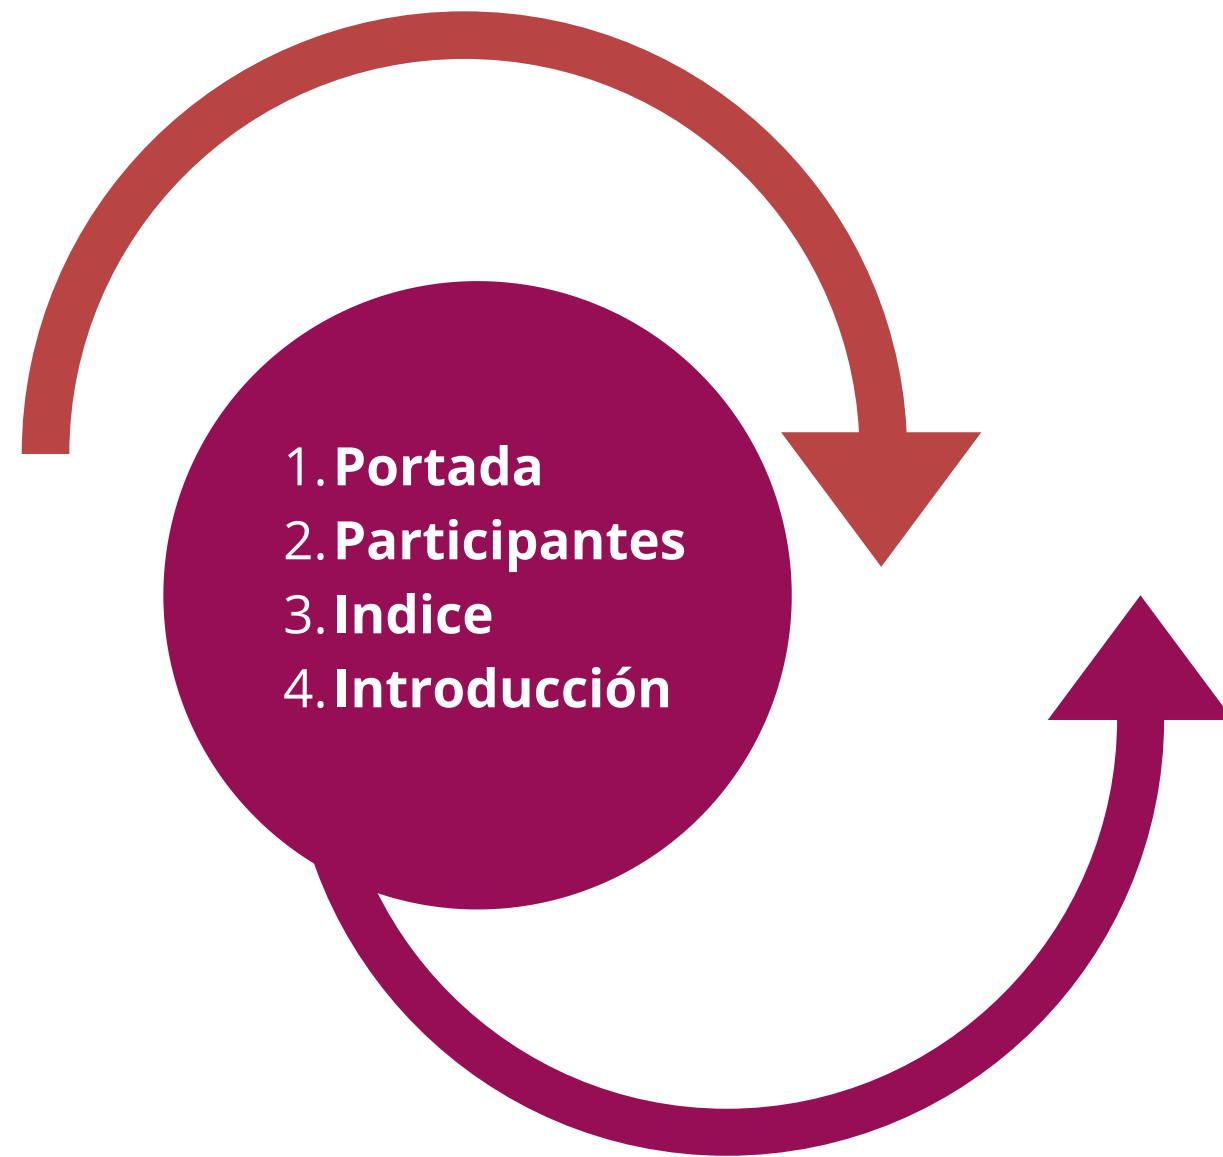 1. Portada
2. Participantes
3. Indice
4. Introducción